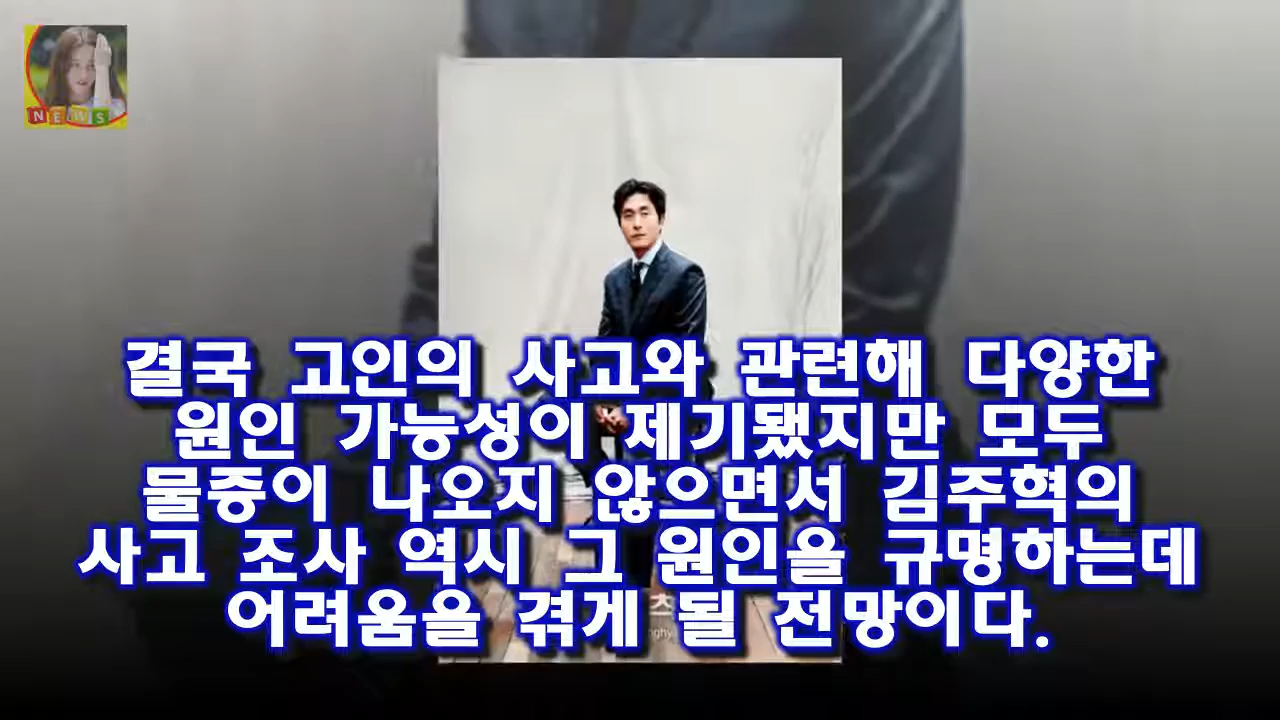 NEWS
결국 고인의 사고와 관련해 다양한
원인 가능성이 제기됐지만 모두
물증이 나오지 않으면서 김주혁의
사고 조사 역시 그 원인을 규명하는데
어려움을 겪게 될 전망이다.